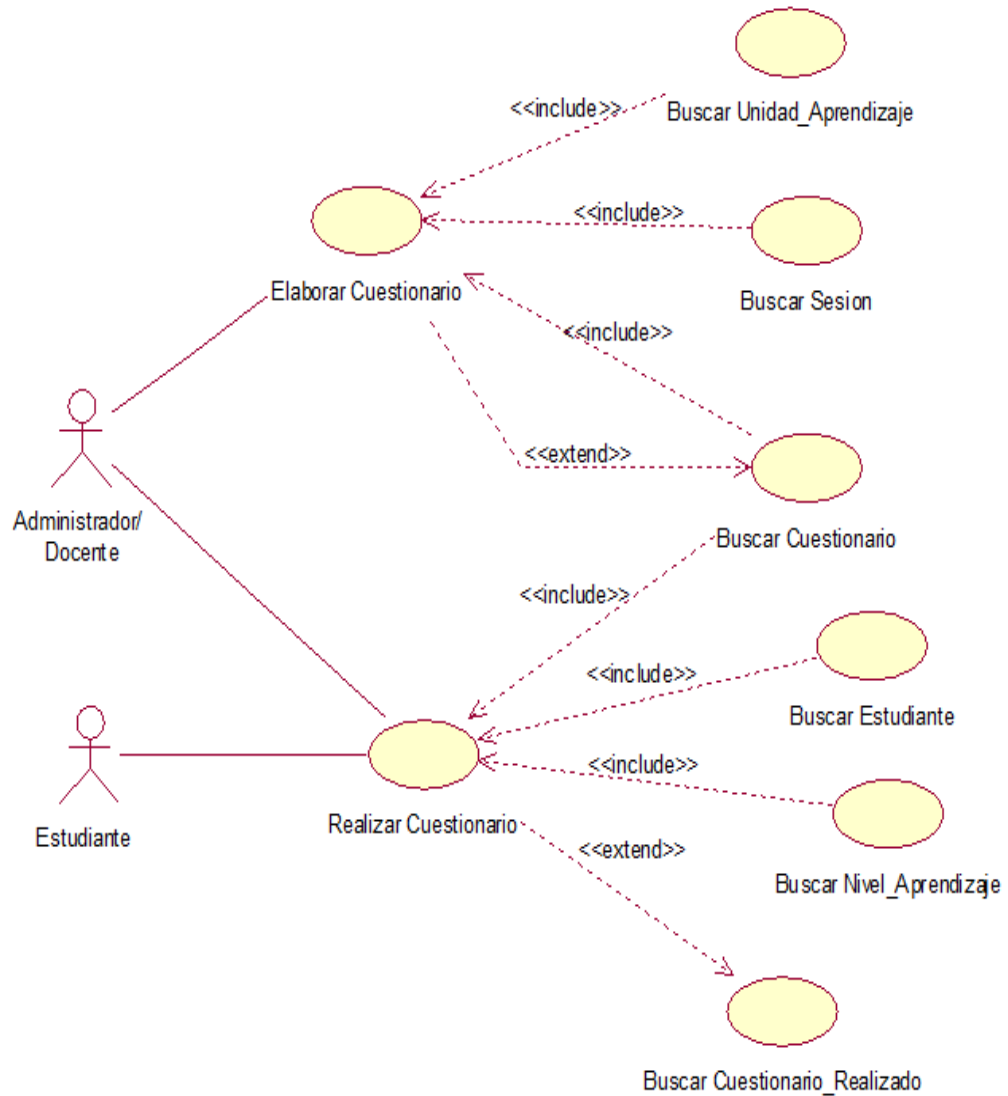 <<include>>
Buscar Unidad_Aprendizaje
<<include>>
Elaborar Cuestionario
Buscar Sesion
<<include>>
<<extend>>
Administrador/
Docente
Buscar Cuestionario
<<include>>
<<include>>
Buscar Estudiante
<<include>>
Realizar Cuestionario
Estudiante
<<extend>>
Buscar Nivel_Aprendizaje
Buscar Cuestionario_Realizado